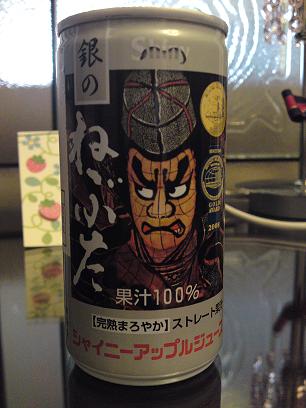 Shiny
銀の
ねぶた
果汁100%
【完熟まろやか】ストレート果
シャイニーアップルジュース